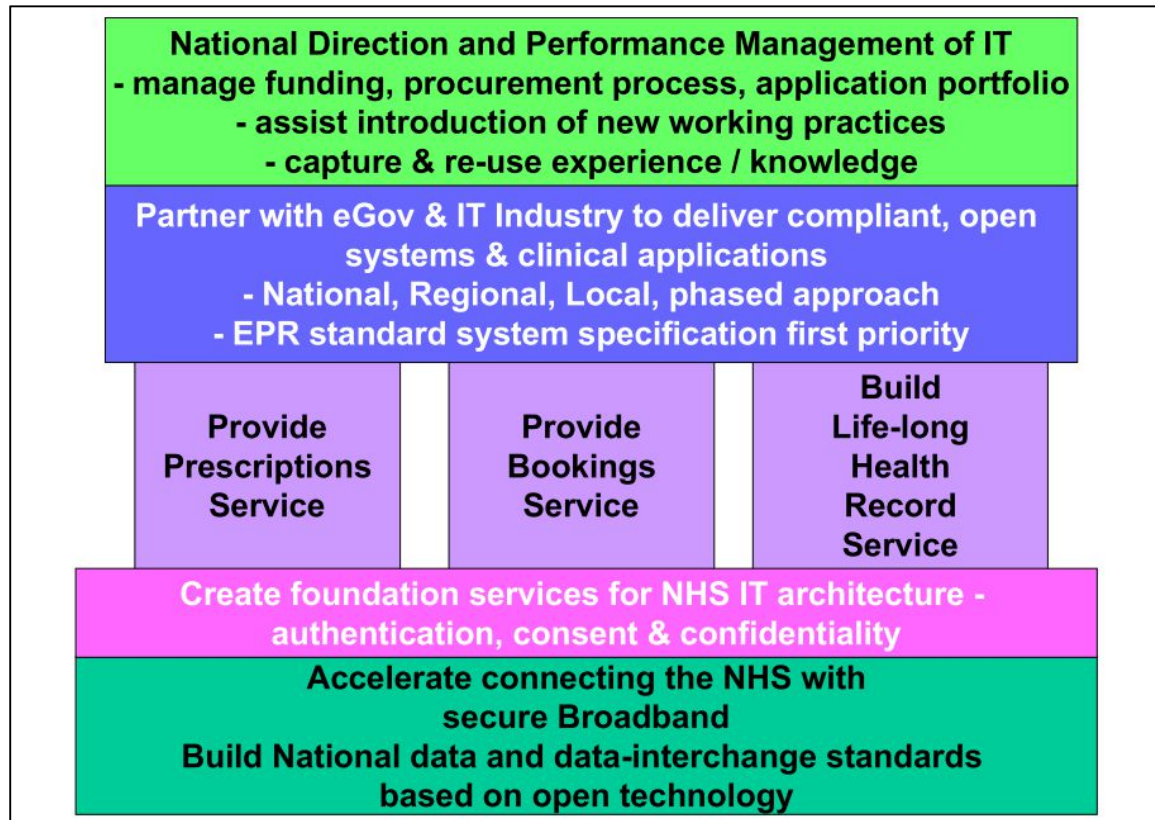 National Direction and Performance Management of IT
- manage funding, procurement process, application portfolio
- assist introduction of new working practices
- capture & re-use experience / knowledge
Partner with eGov & IT Industry to deliver compliant, open
systems & clinical applications
- National, Regional, Local, phased approach
- EPR standard system specification first priority
Provide
Prescriptions
Service
Provide
Bookings
Service
Build
Life-long
Health
Record
Service
Create foundation services for NHS IT architecture -
authentication, consent & confidentiality
Accelerate connecting the NHS with
secure Broadband
Build National data and data-interchange standards
based on open technology